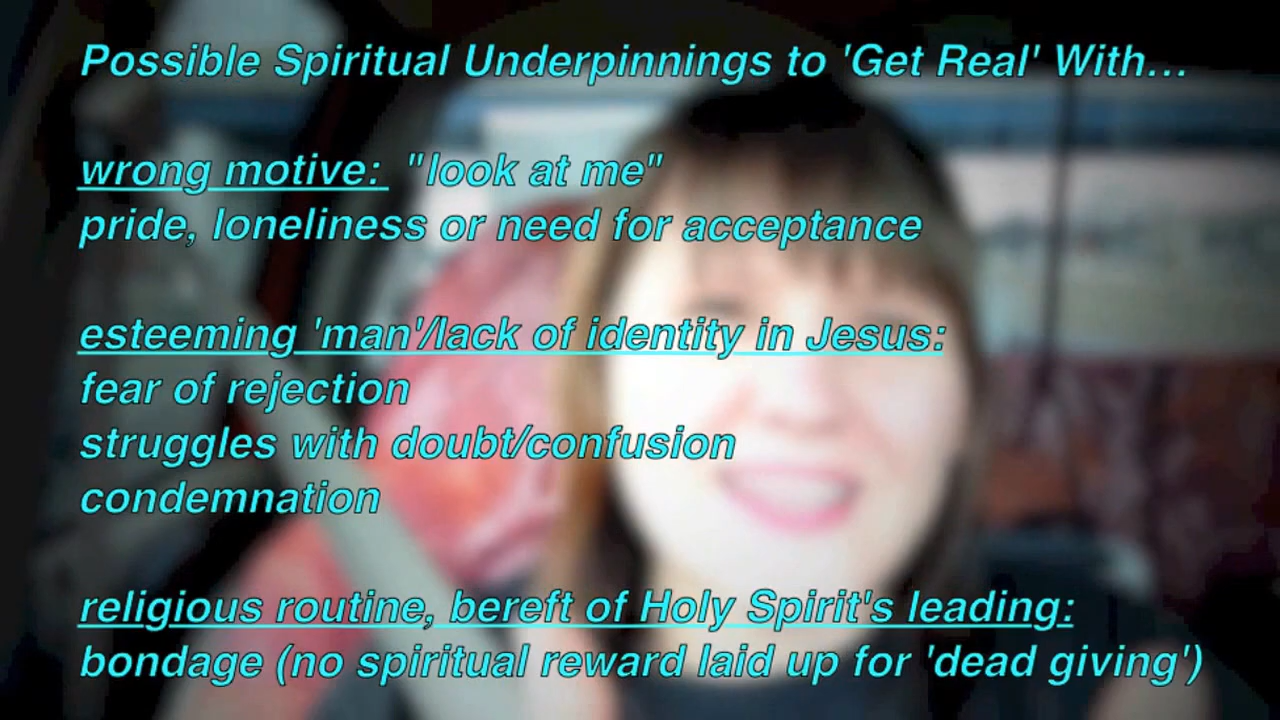 Possible Spiritual Underpinnings to 'Get Real' With...
wrong motive: "look at me"
pride, loneliness or need for acceptance
esteeming 'man'/lack of identity in Jesus:
fear of rejection
struggles with doubt/confusion
condemnation
religious routine, bereft of Holy Spirit's leading:
bondage (no spiritual reward laid up for 'dead giving')